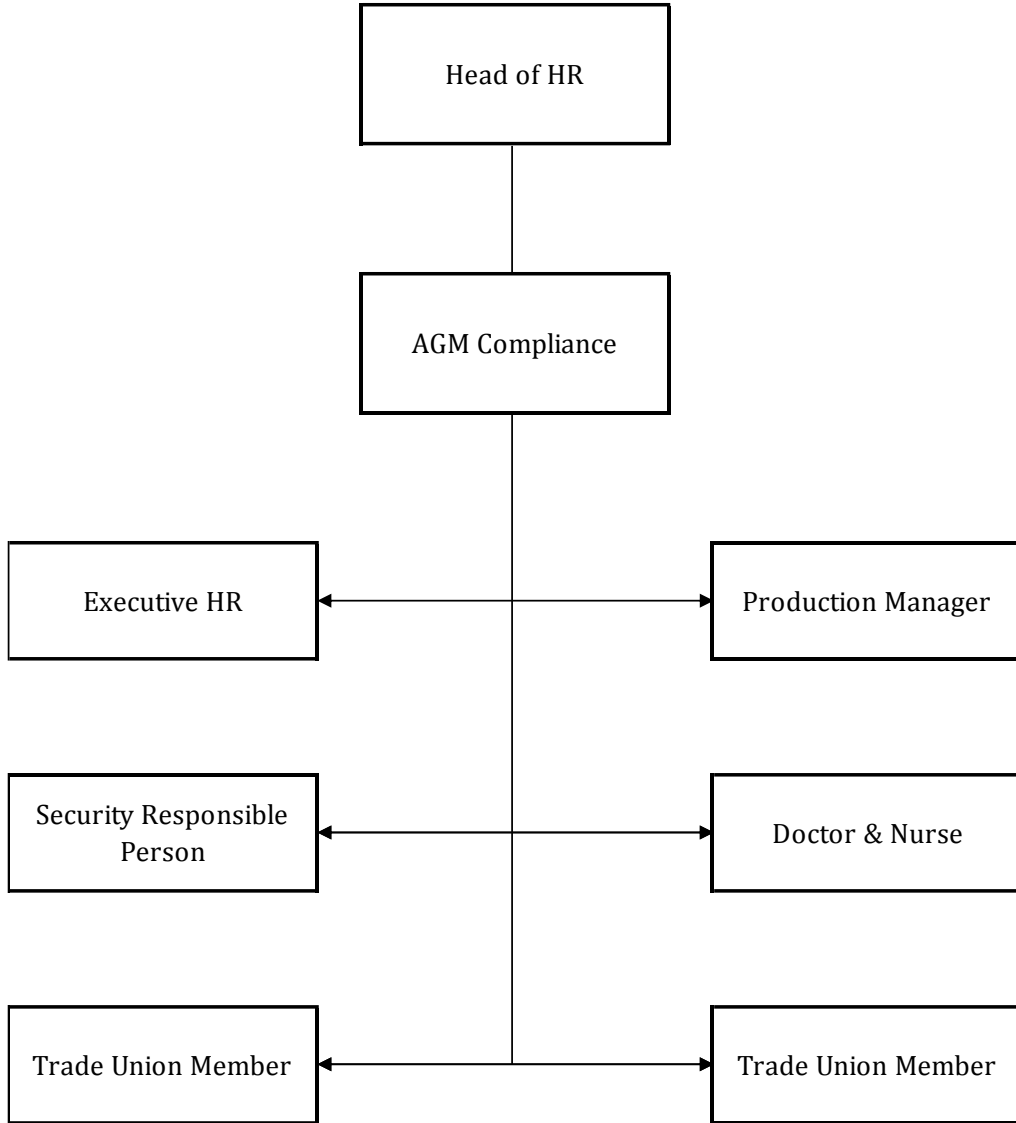 Head of HR
AGM Compliance
Executive HR
Production Manager
Security Responsible
Person
Doctor & Nurse
Trade Union Member
Trade Union Member